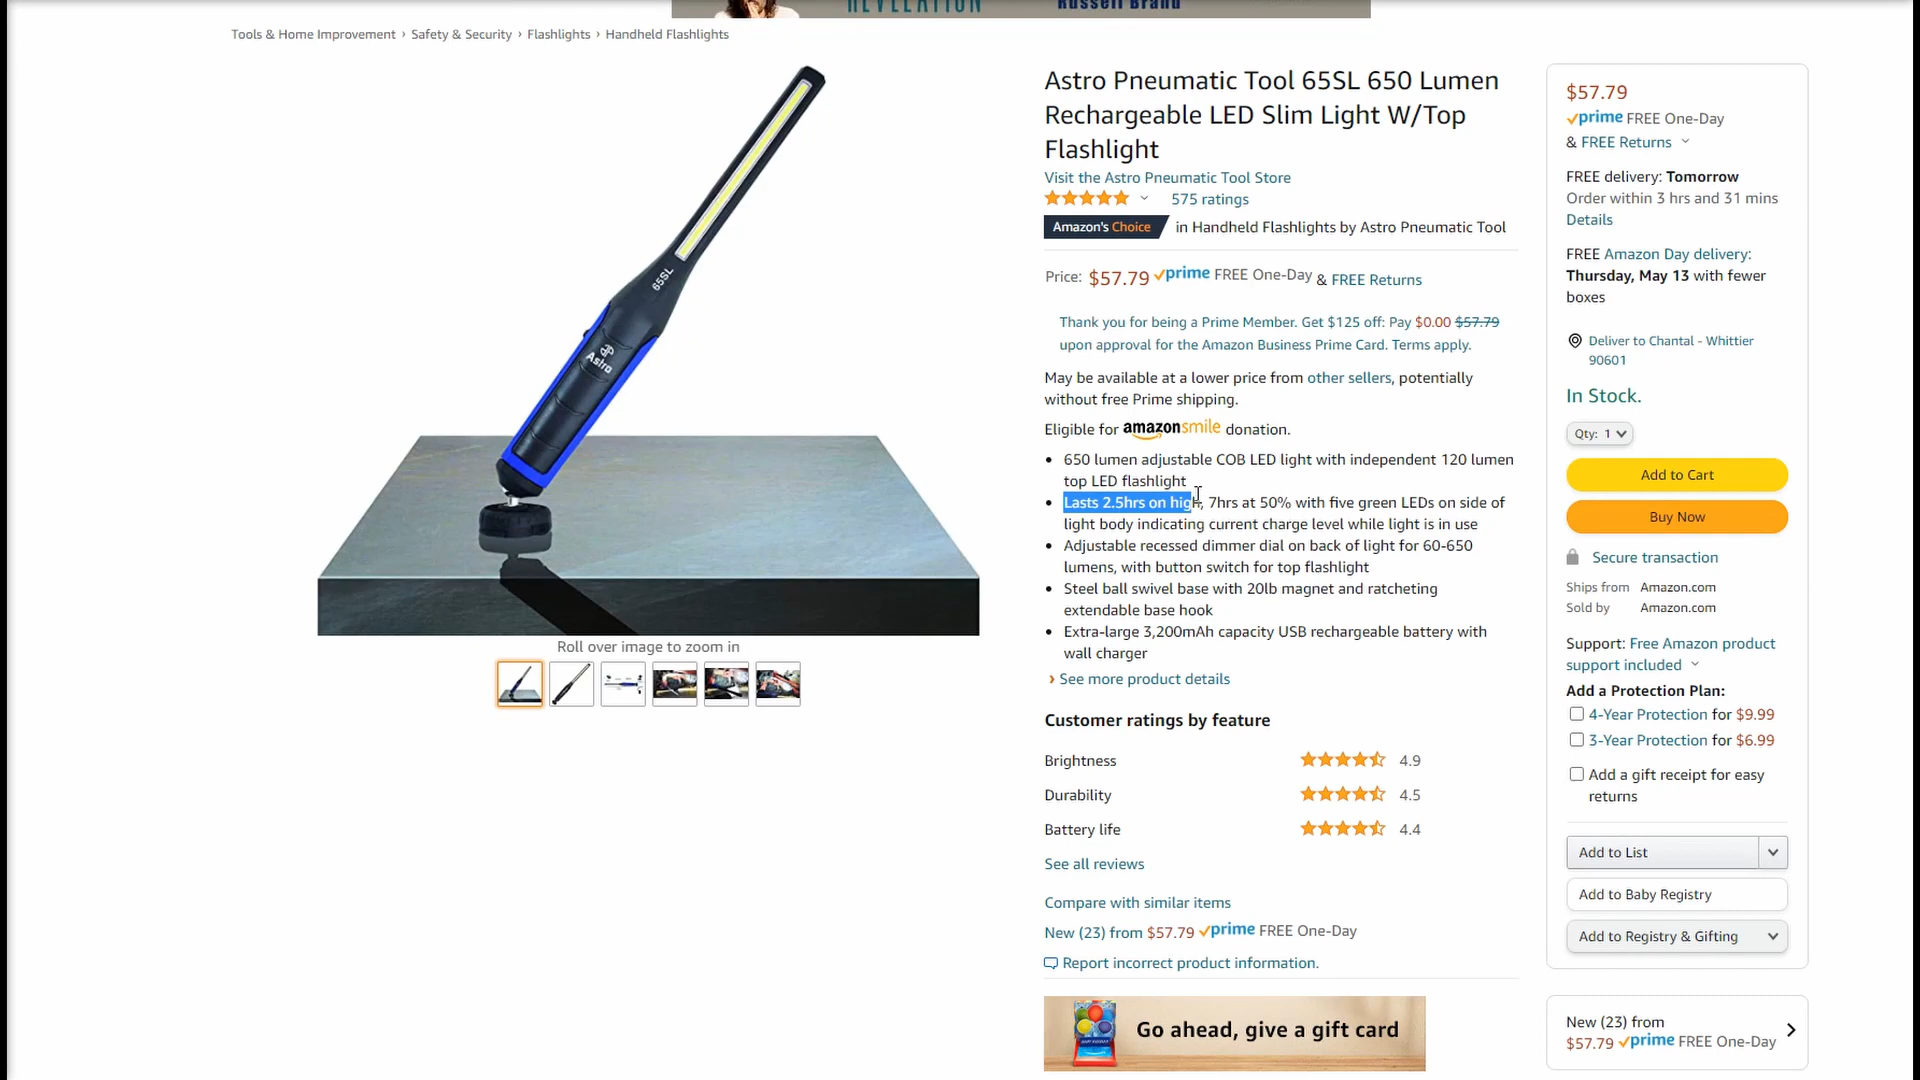 REVELATION
Russell Brand
Tools & Home Improvement › Safety & Security › Flashlights › Handheld Flashlights
65SL
Astro
Roll over image to zoom in
Astro Pneumatic Tool 65SL 650 Lumen
Rechargeable LED Slim Light W/Top
Flashlight
Visit the Astro Pneumatic Tool Store
575 ratings
Amazon's Choice in Handheld Flashlights by Astro Pneumatic Tool
Price: $57.79 prime FREE One-Day & FREE Returns
Thank you for being a Prime Member. Get $125 off: Pay $0.00 $57.79
upon approval for the Amazon Business Prime Card. Terms apply.
May be available at a lower price from other sellers, potentially
without free Prime shipping.
Eligible for amazonsmile donation.
• 650 lumen adjustable COB LED light with independent 120 lumen
top LED flashlight
• Lasts 2.5hrs on high, 7hrs at 50% with five green LEDs on side of
light body indicating current charge level while light is in use
• Adjustable recessed dimmer dial on back of light for 60-650
lumens, with button switch for top flashlight
• Steel ball swivel base with 20lb magnet and ratcheting
extendable base hook
• Extra-large 3,200mAh capacity USB rechargeable battery with
wall charger
› See more product details
Customer ratings by feature
Brightness 4.9
Durability 4.5
Battery life 4.4
See all reviews
Compare with similar items
New (23) from $57.79 prime FREE One-Day
Report incorrect product information.
Go ahead, give a gift card
$57.79
prime FREE One-Day
& FREE Returns
FREE delivery: Tomorrow
Order within 3 hrs and 31 mins
Details
FREE Amazon Day delivery:
Thursday, May 13 with fewer
boxes
Deliver to Chantal - Whittier
90601
In Stock.
Qty: 1
Add to Cart
Buy Now
Secure transaction
Ships from Amazon.com
Sold by Amazon.com
Support: Free Amazon product
support included
Add a Protection Plan:
4-Year Protection for $9.99
3-Year Protection for $6.99
Add a gift receipt for easy
returns
Add to List
Add to Baby Registry
Add to Registry & Gifting
New (23) from
$57.79 prime FREE One-Day